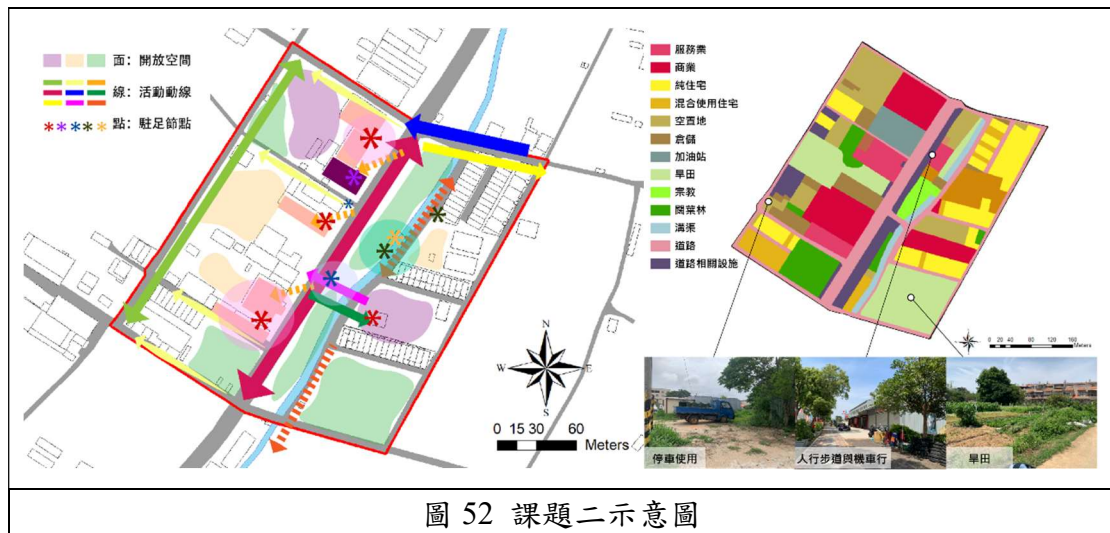 面：開放空間
線：活動動線
點：駐足節點
N
W
E
S
0 15 30 60
Meters
服務業
商業
純住宅
混合使用住宅
空置地
倉儲
加油站
旱田
宗教
闊葉林
溝渠
道路
道路相關設施
0 20 40 80 120 160
Meters
停車使用
人行步道與機車行
旱田
圖 52 課題二示意圖